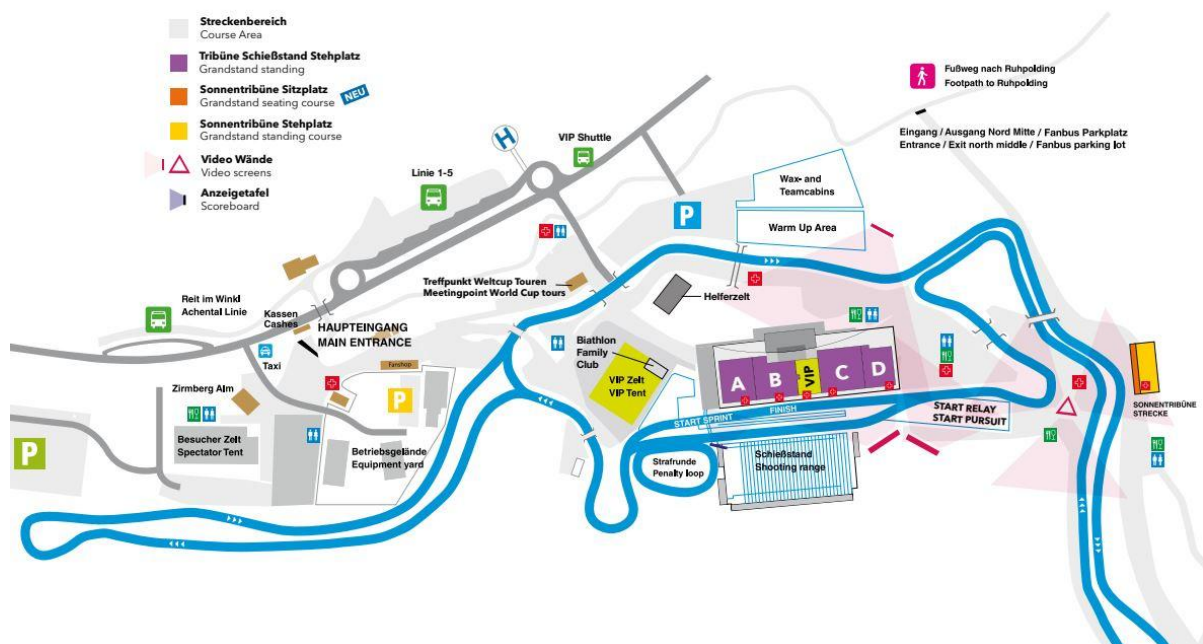 Streckenbereich
Course Area
Tribüne Schießstand Stehplatz
Grandstand standing
Sonnentribüne Sitzplatz
Grandstand seating course
NEU
Sonnentribüne Stehplatz
Grandstand standing course
Video Wände
Video screens
Anzeigetafel
Scoreboard
Fußweg nach Ruhpolding
Footpath to Ruhpolding
Eingang / Ausgang Nord Mitte / Fanbus Parkplatz
Entrance / Exit north middle / Fanbus parking lot
H
VIP Shuttle
Linie 1-5
P
Wax- and
Teamcabins
Warm Up Area
Treffpunkt Weltcup Touren
Meetingpoint World Cup tours
Helferzelt
Reit im Winkl
Achental Linie
Kassen
Cashes
HAUPTEINGANG
MAIN ENTRANCE
Taxi
Fanshop
Zirmberg Alm
P
Biathlon
Family
Club
VIP Zelt
VIP Tent
A
B
VIP
C
D
START SPRINT
FINISH
START RELAY
START PURSUIT
SONNENTRIBÜNE
STRECKE
P
Besucher Zelt
Spectator Tent
Betriebsgelände
Equipment yard
Strafrunde
Penalty loop
Schießstand
Shooting range